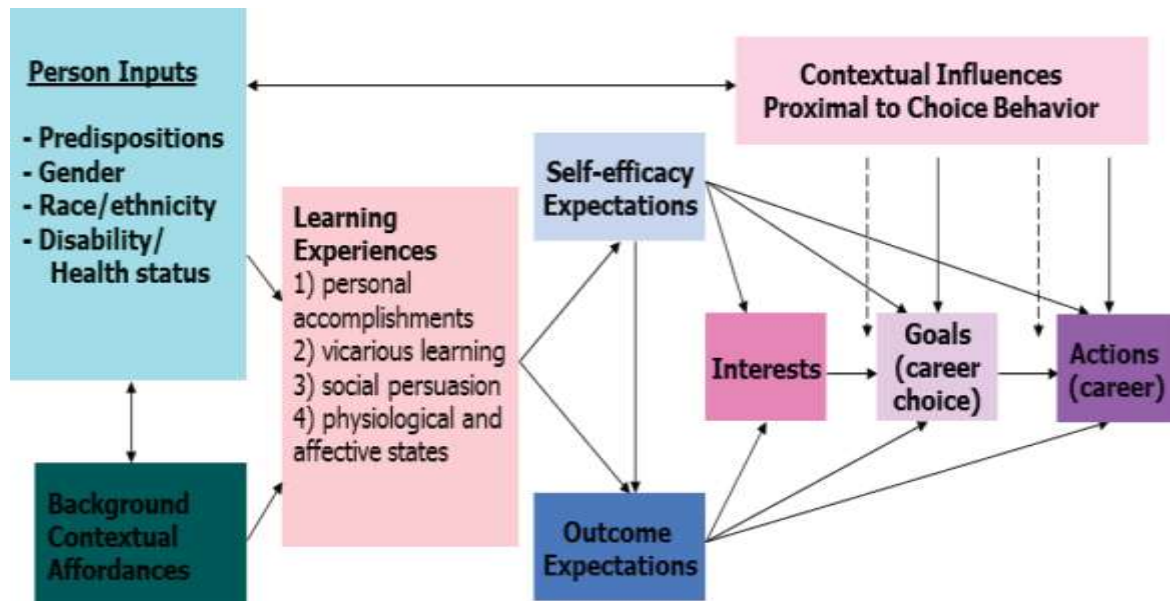 Person Inputs
- Predispositions
- Gender
- Race/ethnicity
- Disability/
Health status
Background
Contextual
Affordances
Learning
Experiences
1) personal
accomplishments
2) vicarious learning
3) social persuasion
4) physiological and
affective states
Self-efficacy
Expectations
Outcome
Expectations
Contextual Influences
Proximal to Choice Behavior
Interests
Goals
(career
choice)
Actions
(career)